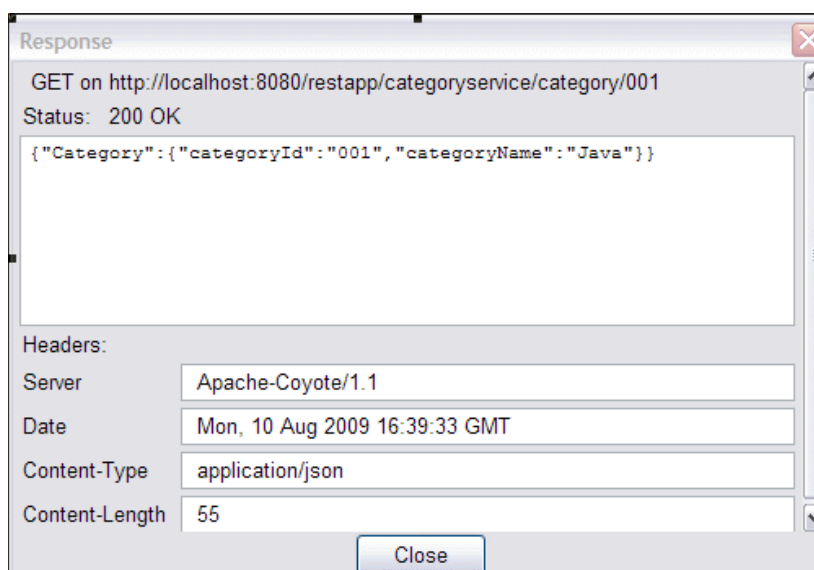 Response
GET on http://localhost:8080/restapp/categoryservice/category/001
Status: 200 OK
{"Category":{"categoryId":"001","categoryName":"Java"}}
Headers:
Server Apache-Coyote/1.1
Date Mon, 10 Aug 2009 16:39:33 GMT
Content-Type application/json
Content-Length 55
Close